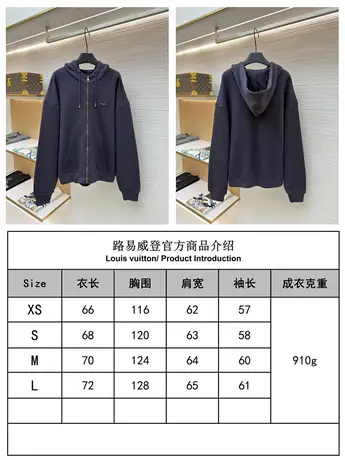 路易威登官方商品介绍
Louis vuitton/ Product Introduction
Size 衣长 胸围 肩宽 袖长 成衣克重
XS 66 116 62 57
S 68 120 63 58
M 70 124 64 60 910g
L 72 128 65 61